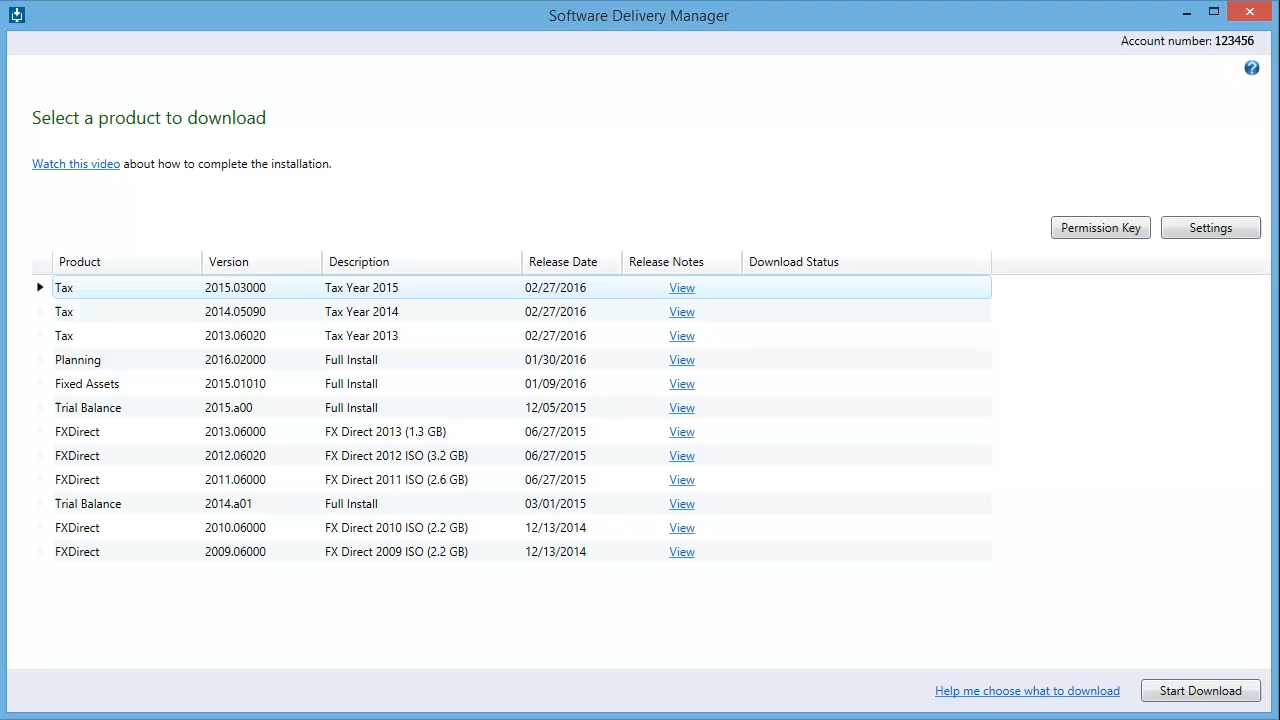 Software Delivery Manager
Account number: 123456
?
Select a product to download
Watch this video about how to complete the installation.
Permission Key Settings
Product Version Description Release Date Release Notes Download Status
Tax 2015.03000 Tax Year 2015 02/27/2016 View
Tax 2014.05090 Tax Year 2014 02/27/2016 View
Tax 2013.06020 Tax Year 2013 02/27/2016 View
Planning 2016.02000 Full Install 01/30/2016 View
Fixed Assets 2015.01010 Full Install 01/09/2016 View
Trial Balance 2015.a00 Full Install 12/05/2015 View
FXDirect 2013.06000 FX Direct 2013 (1.3 GB) 06/27/2015 View
FXDirect 2012.06020 FX Direct 2012 ISO (3.2 GB) 06/27/2015 View
FXDirect 2011.06000 FX Direct 2011 ISO (2.6 GB) 06/27/2015 View
Trial Balance 2014.a01 Full Install 03/01/2015 View
FXDirect 2010.06000 FX Direct 2010 ISO (2.2 GB) 12/13/2014 View
FXDirect 2009.06000 FX Direct 2009 ISO (2.2 GB) 12/13/2014 View
Help me choose what to download Start Download